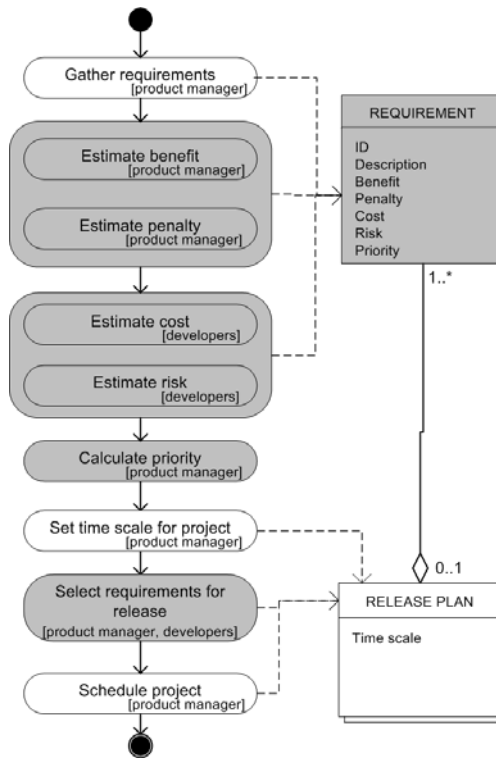 Gather requirements
[product manager]
Estimate benefit
[product manager]
Estimate penalty
[product manager]
Estimate cost
[developers]
Estimate risk
[developers]
Calculate priority
[product manager]
Set time scale for project
[product manager]
Select requirements for
release
[product manager, developers]
Schedule project
[product manager]
REQUIREMENT
ID
Description
Benefit
Penalty
Cost
Risk
Priority
1..*
0..1
RELEASE PLAN
Time scale